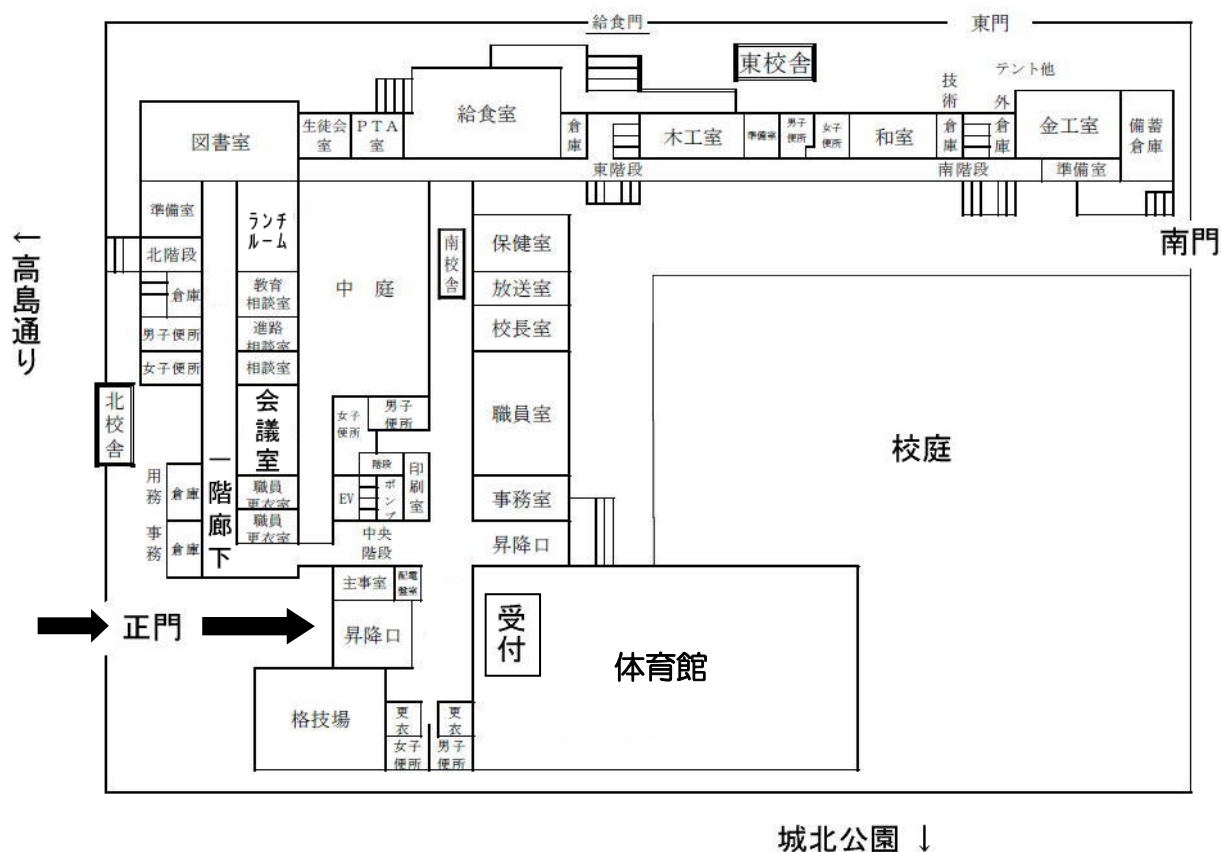 給食門
東門
東校舎
テント他
技術
外
図書室
生徒会
室
PTA
室
給食室
倉庫
木工室
準備室
男子
便所
女子
便所
和室
倉庫
倉庫
金工室
備蓄
倉庫
東階段
南階段
準備室
準備室
ランチ
ルーム
中庭
南校舎
保健室
南門
←高島通り
北階段
倉庫
教育
相談室
放送室
男子便所
進路
相談室
校長室
女子便所
相談室
北校舎
会議室
女子
便所
男子
便所
職員室
校庭
一階廊下
階段
印刷室
用務
倉庫
職員
更衣室
EV
ポンプ
事務室
事務
倉庫
職員
更衣室
中央
階段
昇降口
主事室
配電
盤室
正門
昇降口
受付
体育館
格技場
更衣
更衣
女子
便所
男子
便所
城北公園 ↓